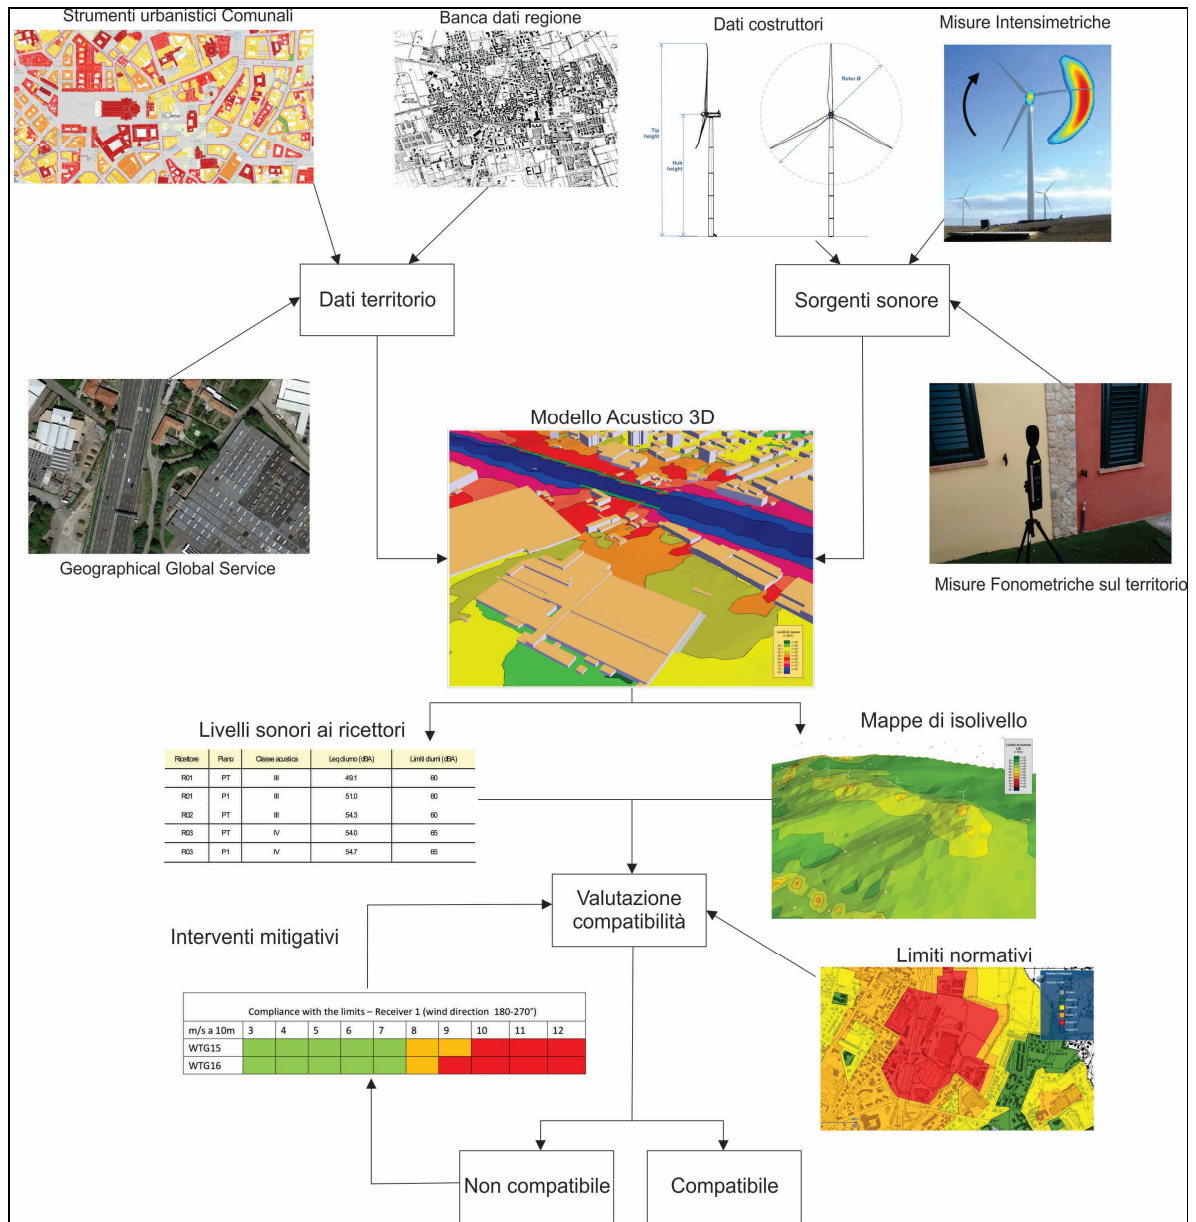 Strumenti urbanistici Comunali
Banca dati regione
Dati costruttori
Misure Intensimetriche
Rotor Ø
Tip
height
Hub
height
Dati territorio
Sorgenti sonore
Modello Acustico 3D
Geographical Global Service
Misure Fonometriche sul territorio
Livelli sonori ai ricettori
Mappe di isolivello
Ricettore Piano Classe acustica Leq diurno (dBA) Limiti diurni (dBA)
R01 PT III 49.1 60
R01 P1 III 51.0 60
R02 PT III 54.3 60
R03 PT IV 54.0 65
R03 P1 IV 54.7 65
Valutazione
compatibilità
Interventi mitigativi
Limiti normativi
Compliance with the limits – Receiver 1 (wind direction 180-270°)
m/s a 10m 3 4 5 6 7 8 9 10 11 12
WTG15
WTG16
Non compatibile
Compatibile